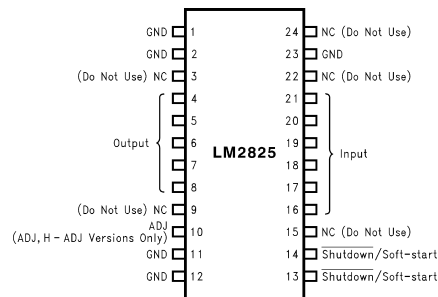 GND 1
GND 2
(Do Not Use) NC 3
4
5
Output 6
7
8
(Do Not Use) NC 9
ADJ
(ADJ, H - ADJ Versions Only) 10
GND 11
GND 12
LM2825
24 NC (Do Not Use)
23 GND
22 NC (Do Not Use)
21
20
19
Input
18
17
16
15 NC (Do Not Use)
14 Shutdown/Soft-start
13 Shutdown/Soft-start